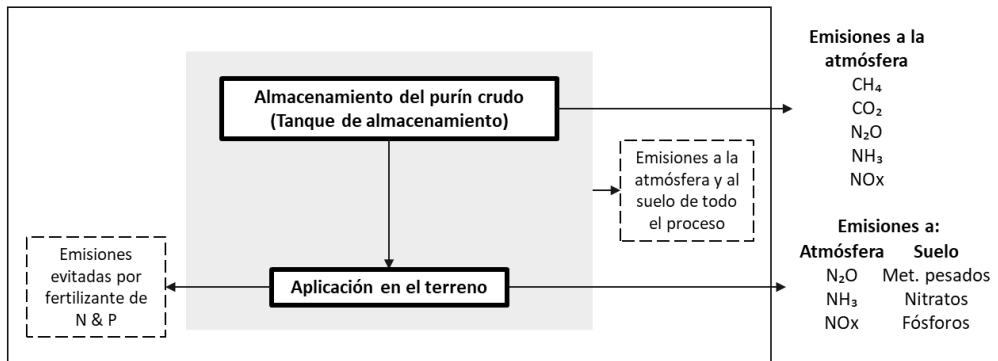 Almacenamiento del purín crudo
(Tanque de almacenamiento)
Emisiones a la
atmósfera
CH₄
CO₂
N₂O
NH₃
NOx
Emisiones a la
atmósfera y al
suelo de todo
el proceso
Emisiones
evitadas por
fertilizante de
N & P
Aplicación en el terreno
Emisiones a:
Atmósfera Suelo
N₂O Met. pesados
NH₃ Nitratos
NOx Fósforos